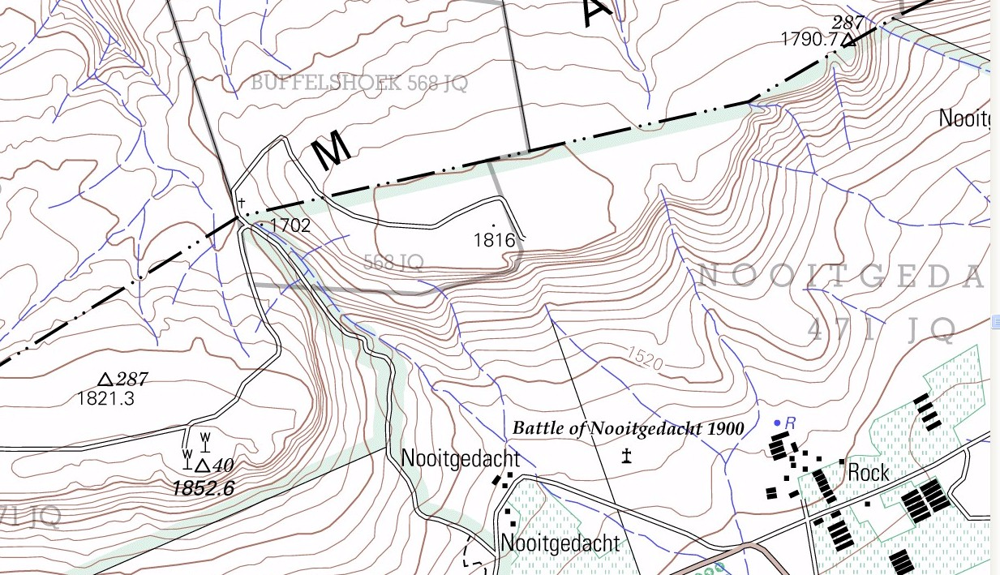 A
287
1790.7
BUFFELSHOEK 568 JQ
Nooitg
M
1702
1816
568 JQ
NOOITGEDA
471 JQ
1520
287
1821.3
Battle of Nooitgedacht 1900
R
W
W
40
1852.6
Nooitgedacht
Rock
71 JQ
Nooitgedacht